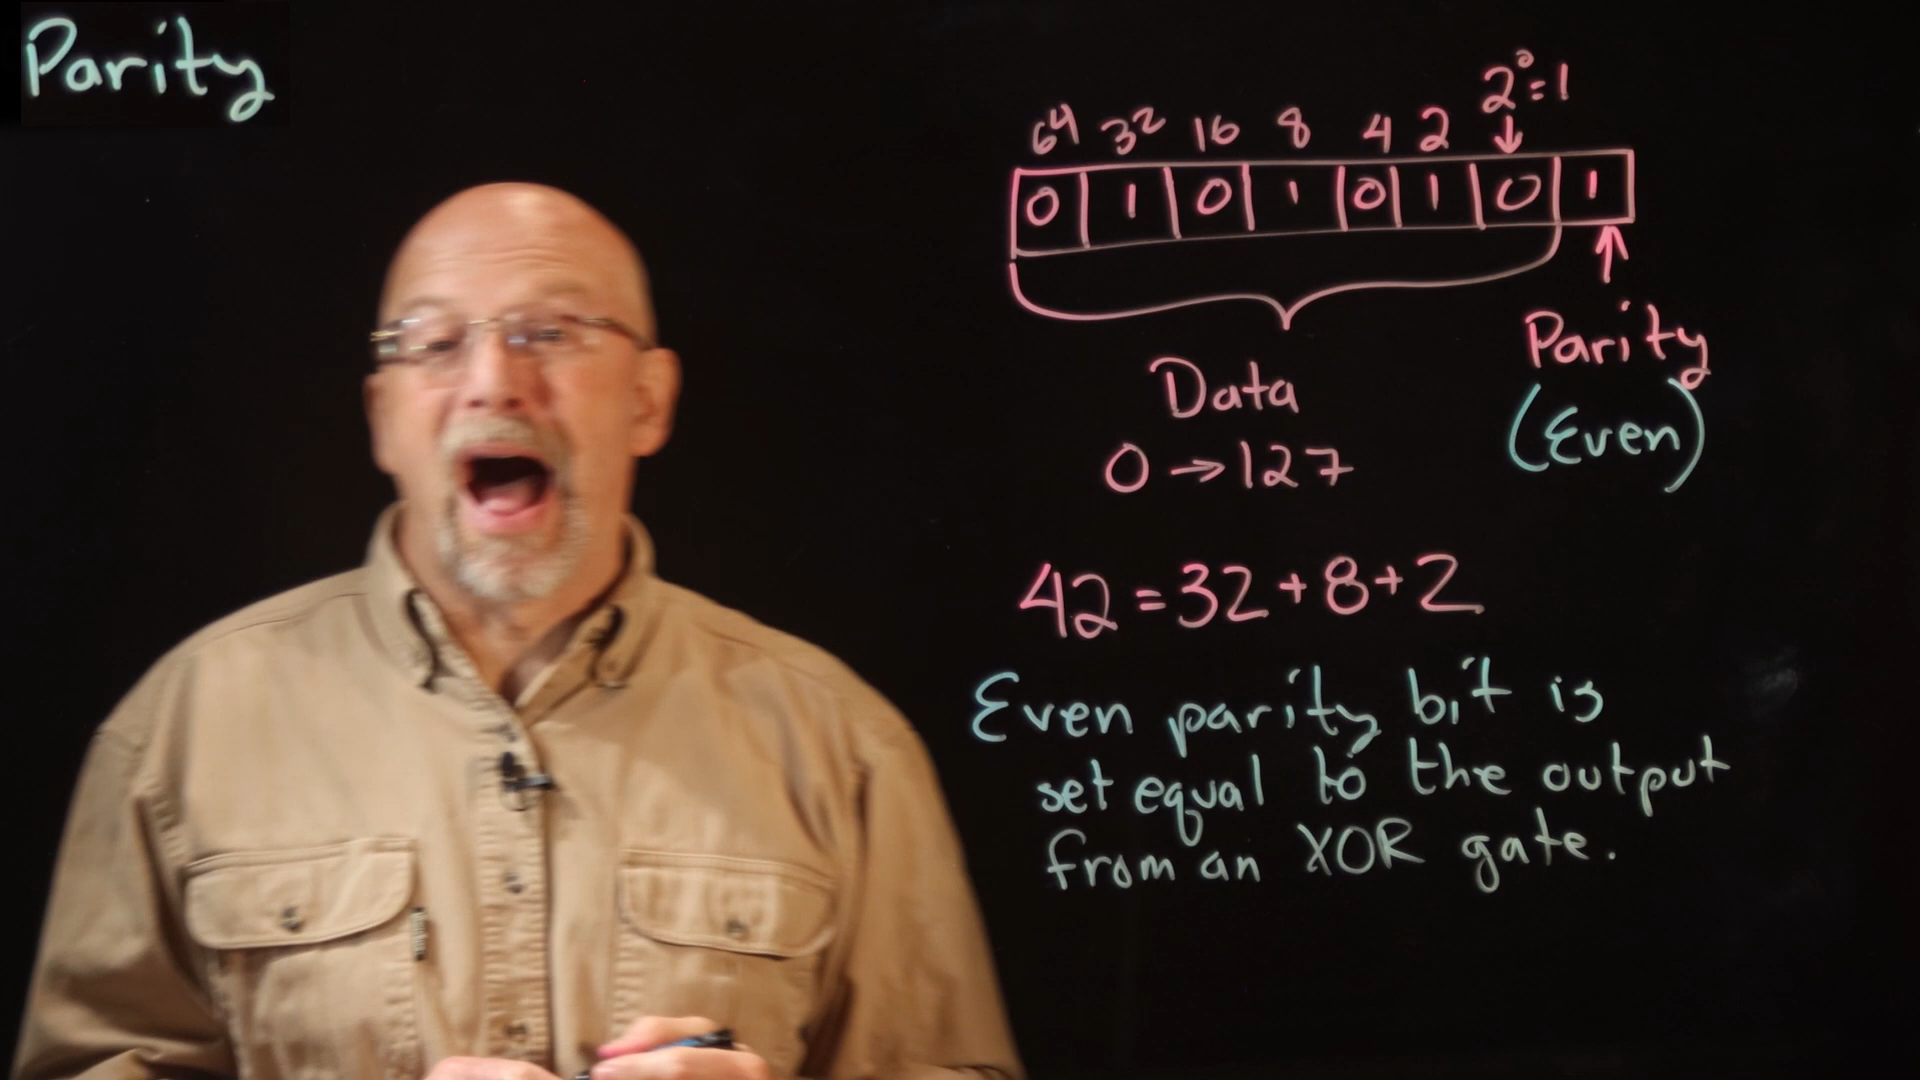 Parity
2⁰=1
64 32 16 8 4 2
0 1 0 1 0 1 0 1
Parity
(Even)
Data
0→127
42=32+8+2
Even parity bit is
set equal to the output
from an XOR gate.